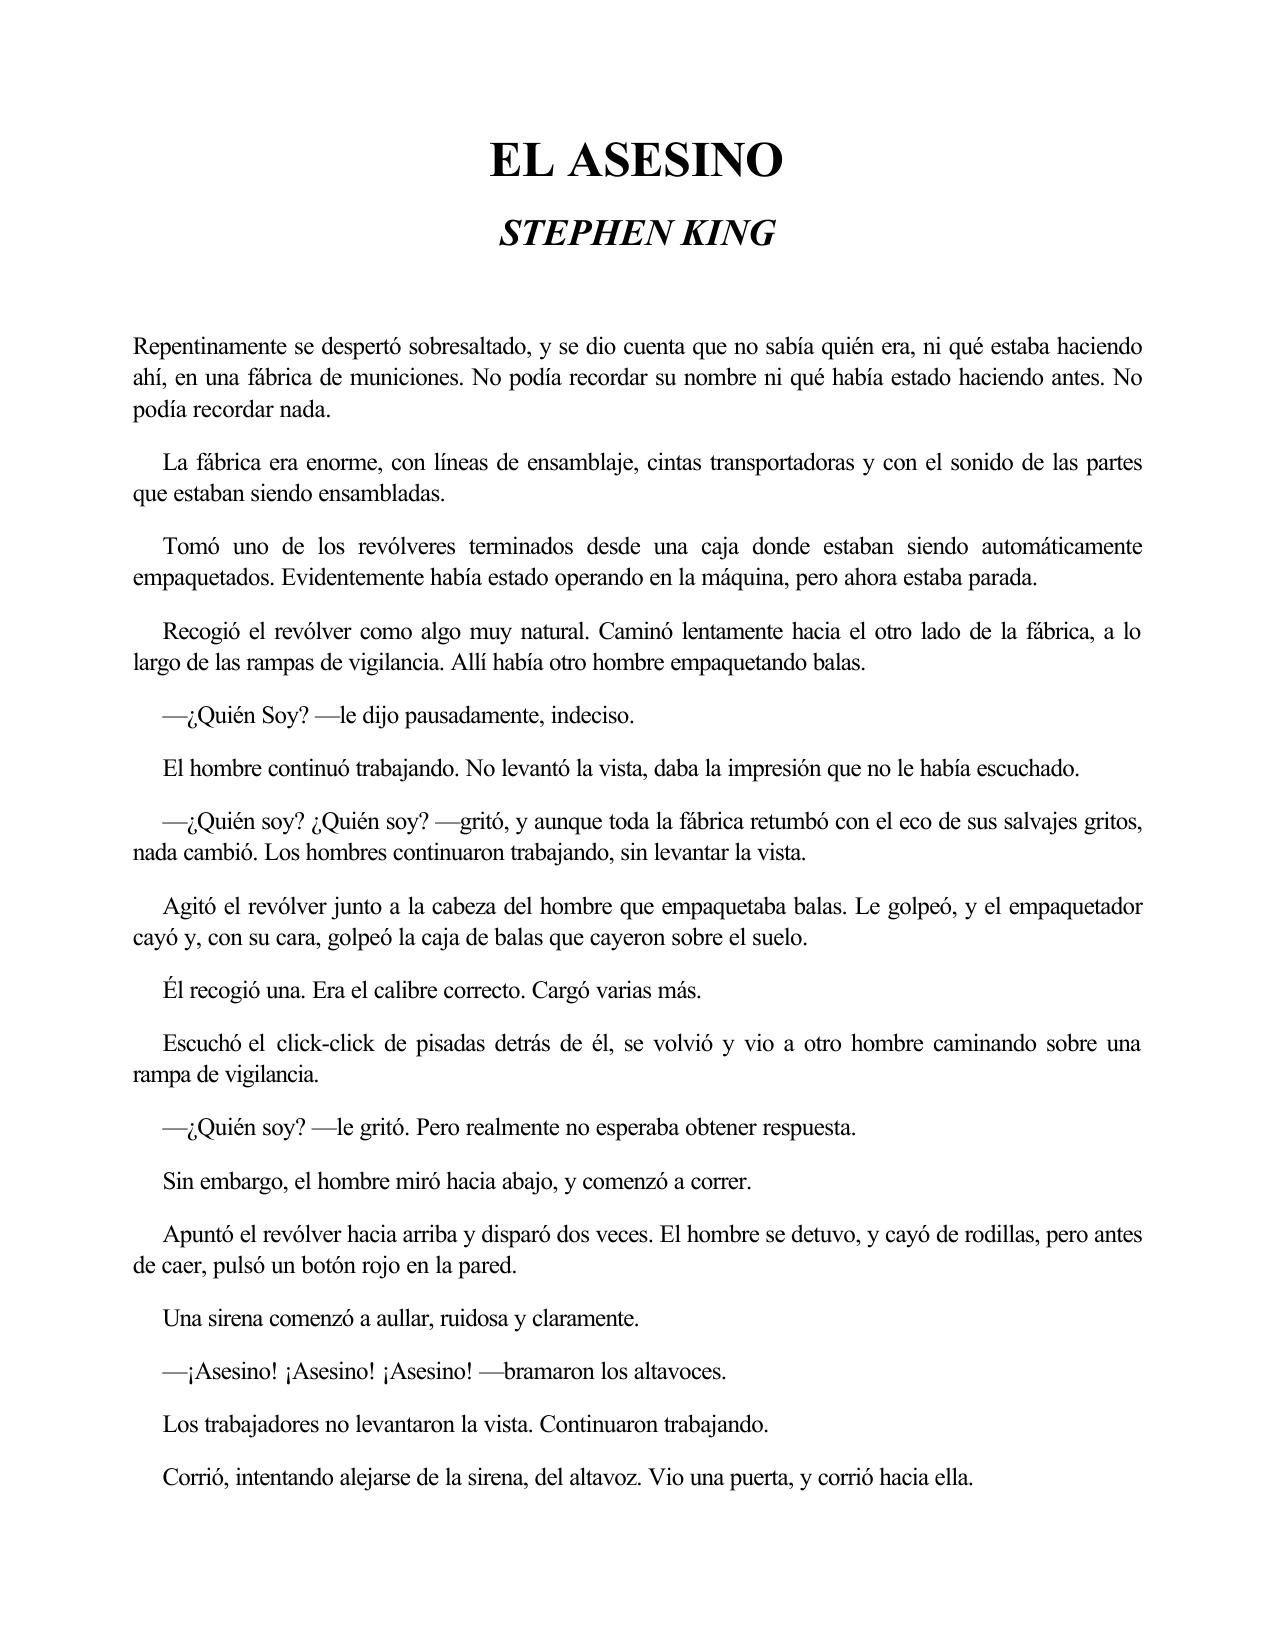 EL ASESINO
STEPHEN KING
Repentinamente se despertó sobresaltado, y se dio cuenta que no sabía quién era, ni qué estaba haciendo
ahí, en una fábrica de municiones. No podía recordar su nombre ni qué había estado haciendo antes. No
podía recordar nada.
La fábrica era enorme, con líneas de ensamblaje, cintas transportadoras y con el sonido de las partes
que estaban siendo ensambladas.
Tomó uno de los revólveres terminados desde una caja donde estaban siendo automáticamente
empaquetados. Evidentemente había estado operando en la máquina, pero ahora estaba parada.
Recogió el revólver como algo muy natural. Caminó lentamente hacia el otro lado de la fábrica, a lo
largo de las rampas de vigilancia. Allí había otro hombre empaquetando balas.
—¿Quién Soy? —le dijo pausadamente, indeciso.
El hombre continuó trabajando. No levantó la vista, daba la impresión que no le había escuchado.
—¿Quién soy? ¿Quién soy? —gritó, y aunque toda la fábrica retumbó con el eco de sus salvajes gritos,
nada cambió. Los hombres continuaron trabajando, sin levantar la vista.
Agitó el revólver junto a la cabeza del hombre que empaquetaba balas. Le golpeó, y el empaquetador
cayó y, con su cara, golpeó la caja de balas que cayeron sobre el suelo.
Él recogió una. Era el calibre correcto. Cargó varias más.
Escuchó el click-click de pisadas detrás de él, se volvió y vio a otro hombre caminando sobre una
rampa de vigilancia.
—¿Quién soy? —le gritó. Pero realmente no esperaba obtener respuesta.
Sin embargo, el hombre miró hacia abajo, y comenzó a correr.
Apuntó el revólver hacia arriba y disparó dos veces. El hombre se detuvo, y cayó de rodillas, pero antes
de caer, pulsó un botón rojo en la pared.
Una sirena comenzó a aullar, ruidosa y claramente.
—¡Asesino! ¡Asesino! ¡Asesino! —bramaron los altavoces.
Los trabajadores no levantaron la vista. Continuaron trabajando.
Corrió, intentando alejarse de la sirena, del altavoz. Vio una puerta, y corrió hacia ella.